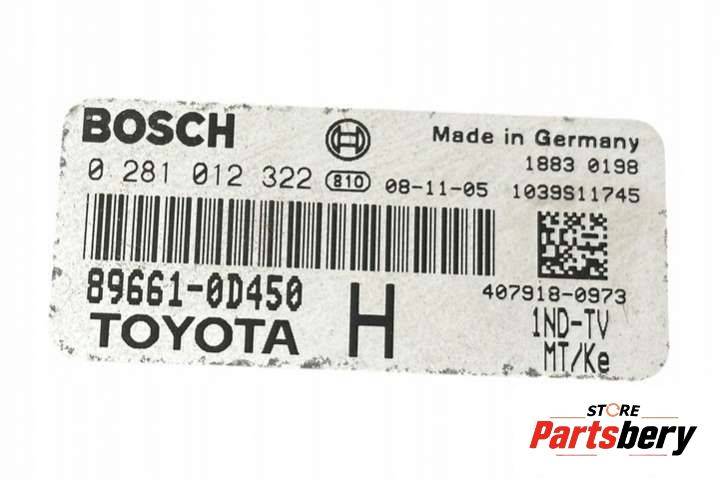 BOSCH
Made in Germany
1883 0198
0 281 012 322 810 08-11-05 1039S11745
89661-0D450
407918-0973
TOYOTA H
1ND-TV
MT/Ke
STORE
Partsbery